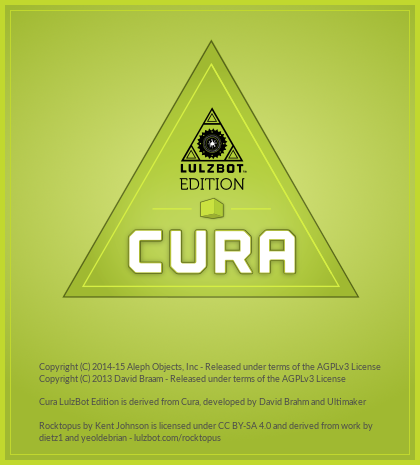 LULZBOT™
EDITION
CURA
Copyright (C) 2014-15 Aleph Objects, Inc - Released under terms of the AGPLv3 License
Copyright (C) 2013 David Braam - Released under terms of the AGPLv3 License
Cura LulzBot Edition is derived from Cura, developed by David Brahm and Ultimaker
Rocktopus by Kent Johnson is licensed under CC BY-SA 4.0 and derived from work by
dietz1 and yeoldebrian - lulzbot.com/rocktopus